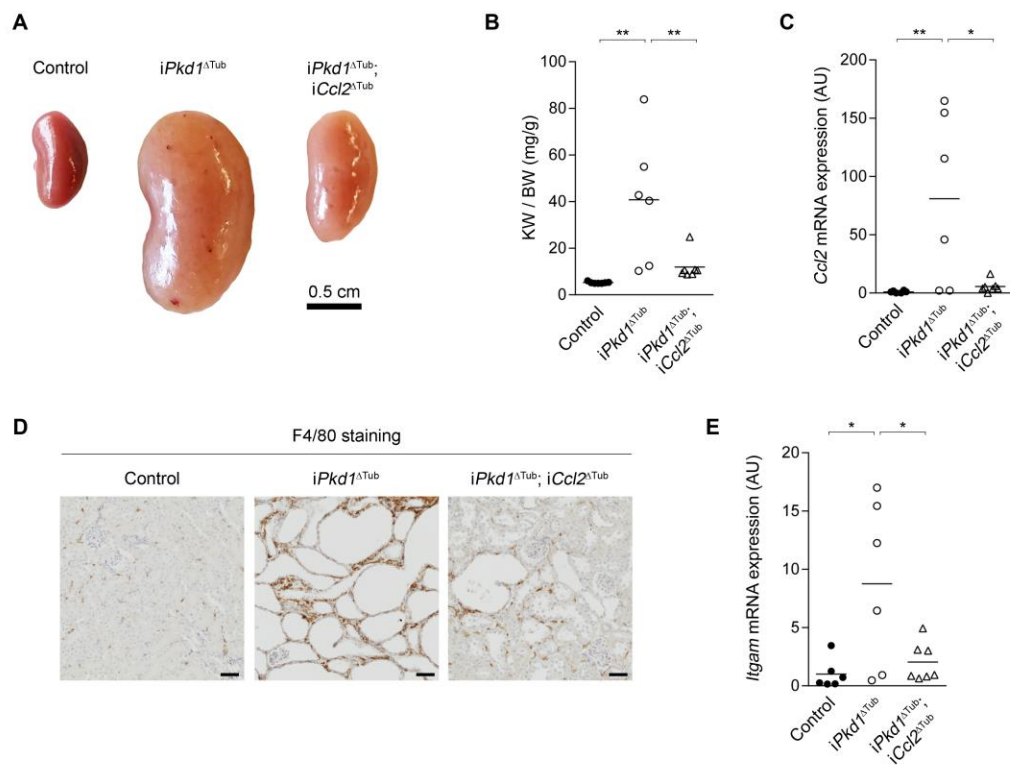 A
Control
iPkd1ΔTub
iPkd1ΔTub;
iCcl2ΔTub
0.5 cm
B
** **
100
80
60
40
20
0
KW / BW (mg/g)
Control
iPkd1ΔTub
iPkd1ΔTub;
iCcl2ΔTub
C
** *
200
150
100
50
0
Ccl2 mRNA expression (AU)
Control
iPkd1ΔTub
iPkd1ΔTub;
iCcl2ΔTub
D
F4/80 staining
Control
iPkd1ΔTub
iPkd1ΔTub; iCcl2ΔTub
E
* *
20
15
10
5
0
Itgam mRNA expression (AU)
Control
iPkd1ΔTub
iPkd1ΔTub;
iCcl2ΔTub